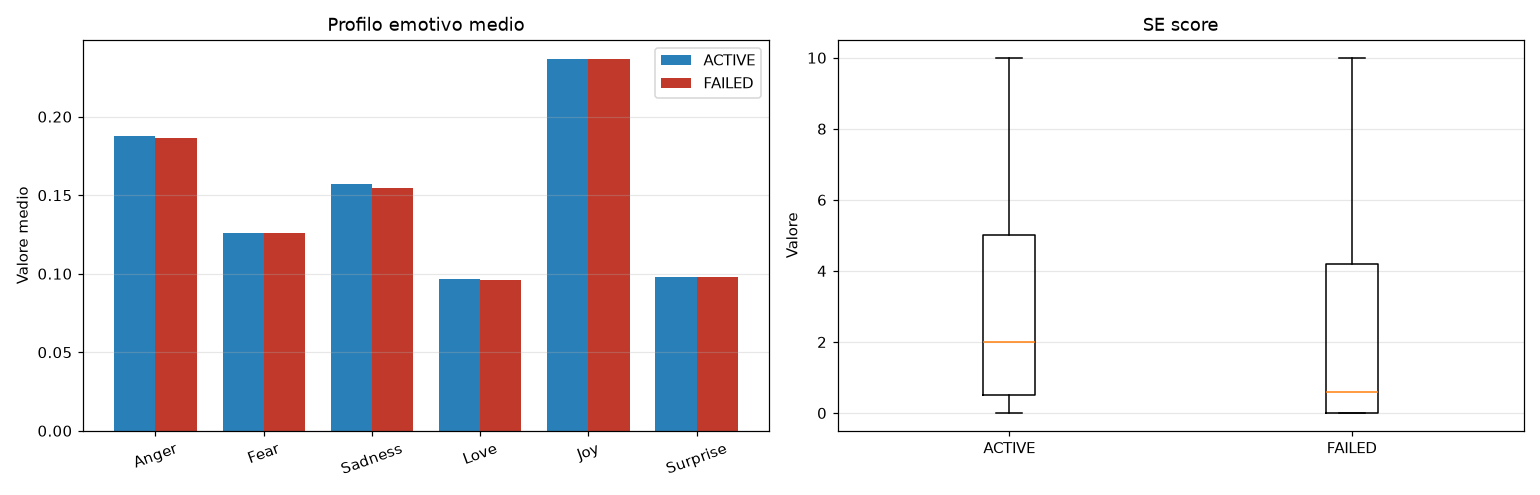 Profilo emotivo medio
ACTIVE
FAILED
Valore medio
0.20
0.15
0.10
0.05
0.00
Anger
Fear
Sadness
Love
Joy
Surprise
SE score
Valore
10
8
6
4
2
0
ACTIVE
FAILED